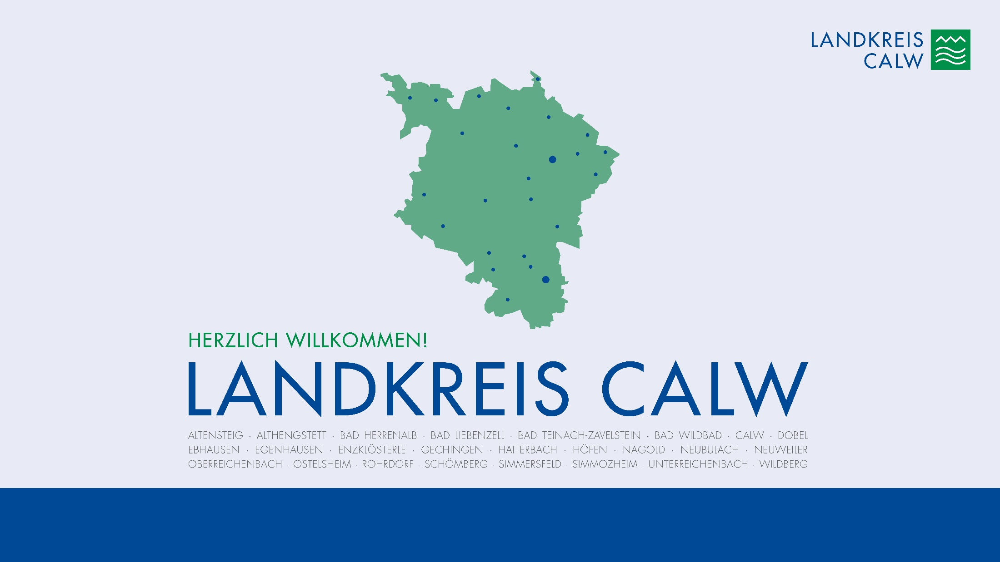 LANDKREIS
CALW
HERZLICH WILLKOMMEN!
LANDKREIS CALW
ALTENSTEIG · ALTHENGSTETT · BAD HERRENALB · BAD LIEBENZELL · BAD TEINACH-ZAVELSTEIN · BAD WILDBAD · CALW · DOBEL
EBHAUSEN · EGENHAUSEN · ENZKLÖSTERLE · GECHINGEN · HAITERBACH · HÖFEN · NAGOLD · NEUBULACH · NEUWEILER
OBERREICHENBACH · OSTELSHEIM · ROHRDORF · SCHÖMBERG · SIMMERSFELD · SIMMOZHEIM · UNTERREICHENBACH · WILDBERG